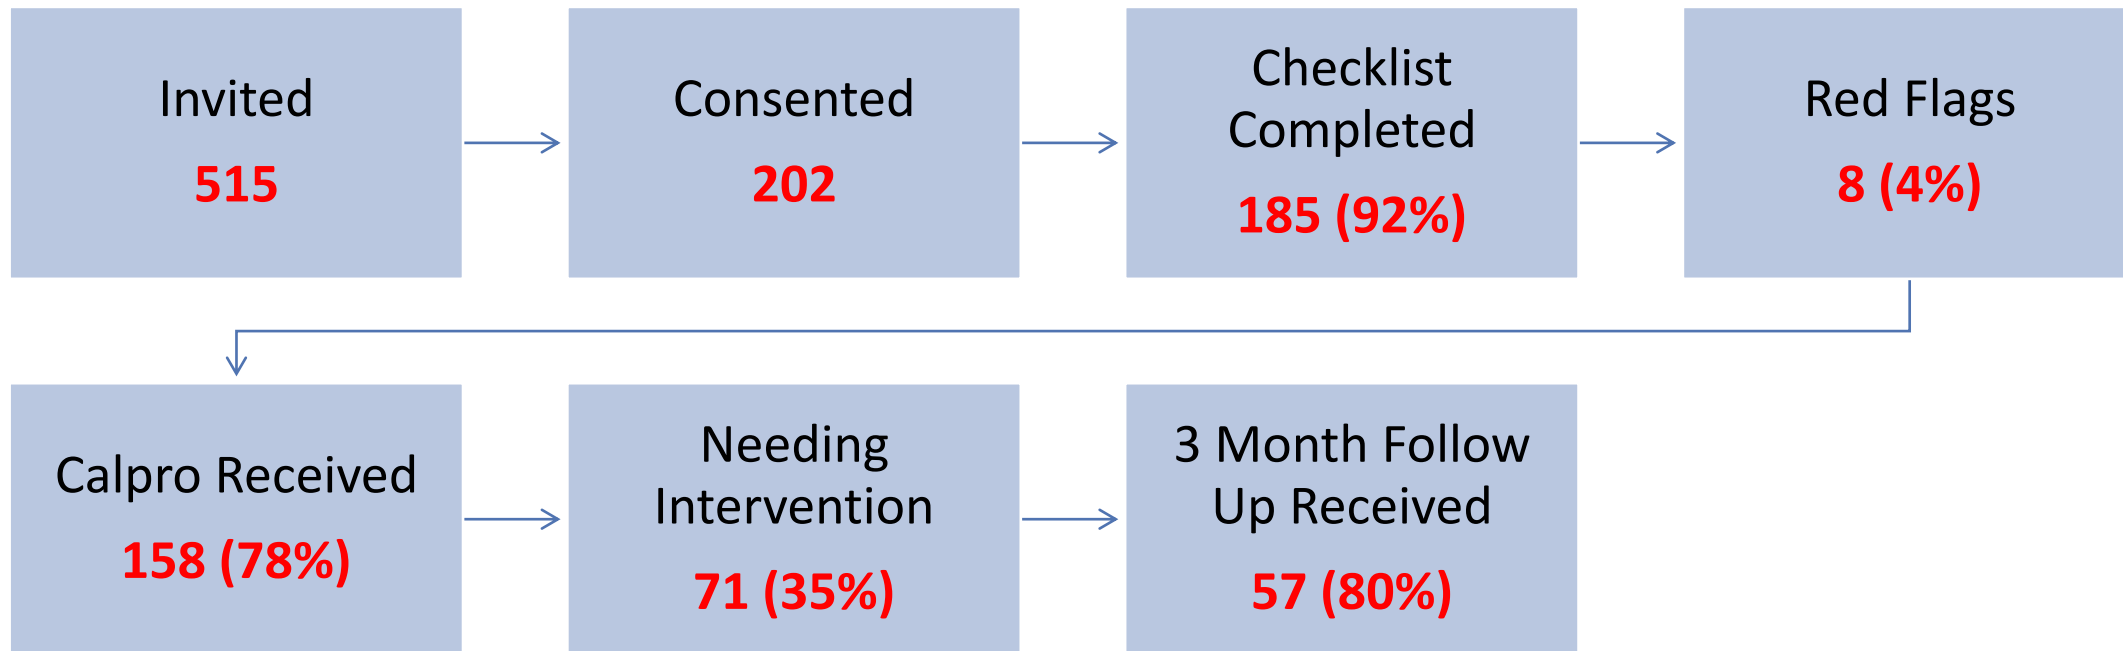 Invited
515
Consented
202
Checklist
Completed
185 (92%)
Red Flags
8 (4%)
Calpro Received
158 (78%)
Needing
Intervention
71 (35%)
3 Month Follow
Up Received
57 (80%)